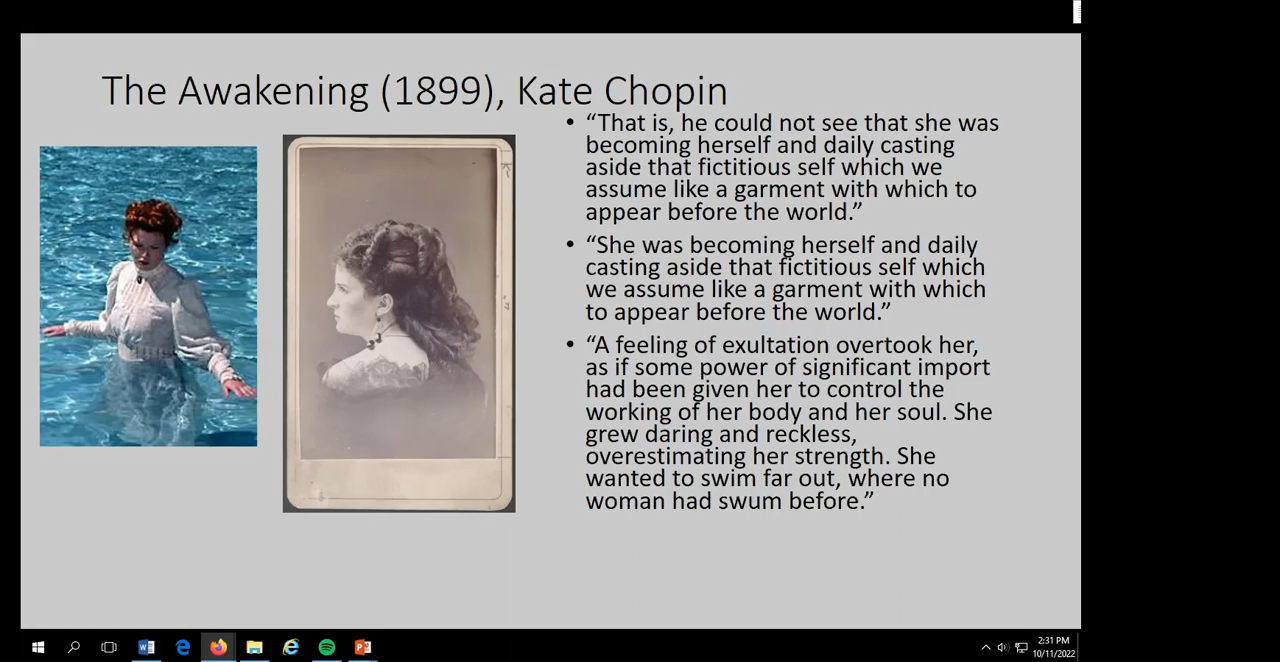 The Awakening (1899), Kate Chopin
• “That is, he could not see that she was
becoming herself and daily casting
aside that fictitious self which we
assume like a garment with which to
appear before the world.”
• “She was becoming herself and daily
casting aside that fictitious self which
we assume like a garment with which
to appear before the world.”
• “A feeling of exultation overtook her,
as if some power of significant import
had been given her to control the
working of her body and her soul. She
grew daring and reckless,
overestimating her strength. She
wanted to swim far out, where no
woman had swum before.”
2:31 PM
10/11/2022